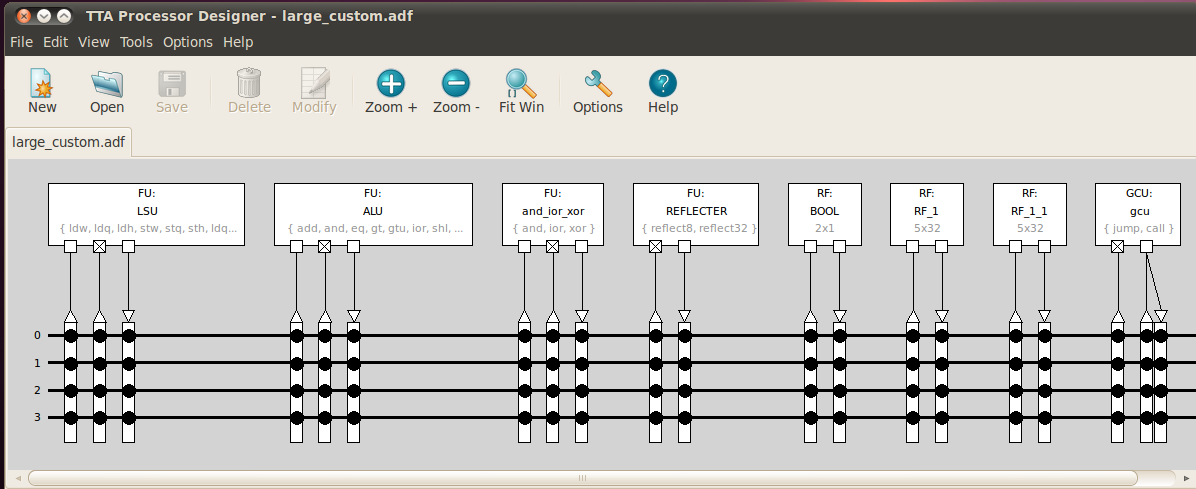 TTA Processor Designer - large_custom.adf
File Edit View Tools Options Help
New Open Save Delete Modify Zoom + Zoom - Fit Win Options Help
large_custom.adf
FU: FU: FU: FU: RF: RF: RF: GCU:
LSU ALU and_ior_xor REFLECTER BOOL RF_1 RF_1_1 gcu
{ ldw, ldq, ldh, stw, stq, sth, ldq... { add, and, eq, gt, gtu, ior, shl, ... { and, ior, xor } { reflect8, reflect32 } 2x1 5x32 5x32 { jump, call }
0
1
2
3